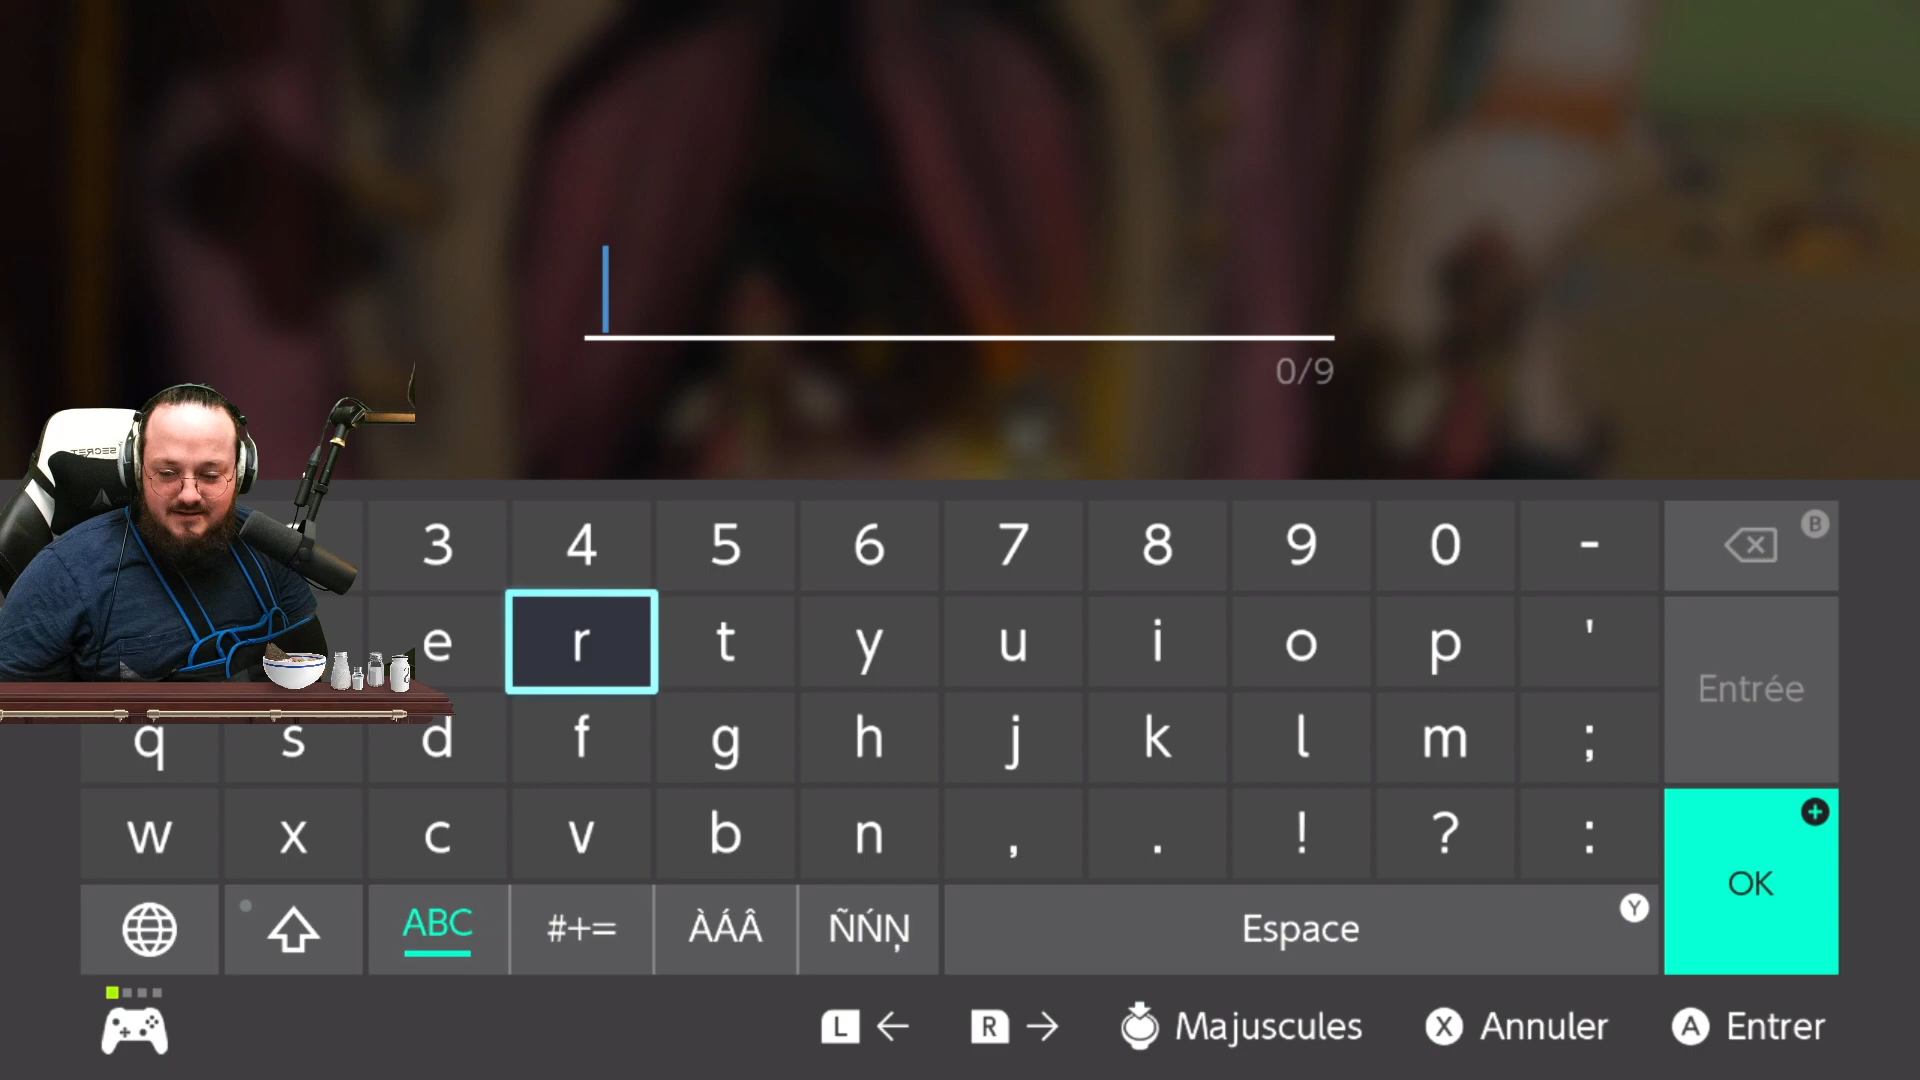 0/9
3 4 5 6 7 8 9 0 - B
e r t y u i o p ' Entrée
q s d f g h j k l m ;
w x c v b n , . ! ? : OK
ABC #+= ÀÁÂ ÑŃŅ Espace Y
L ← R → Majuscules X Annuler A Entrer